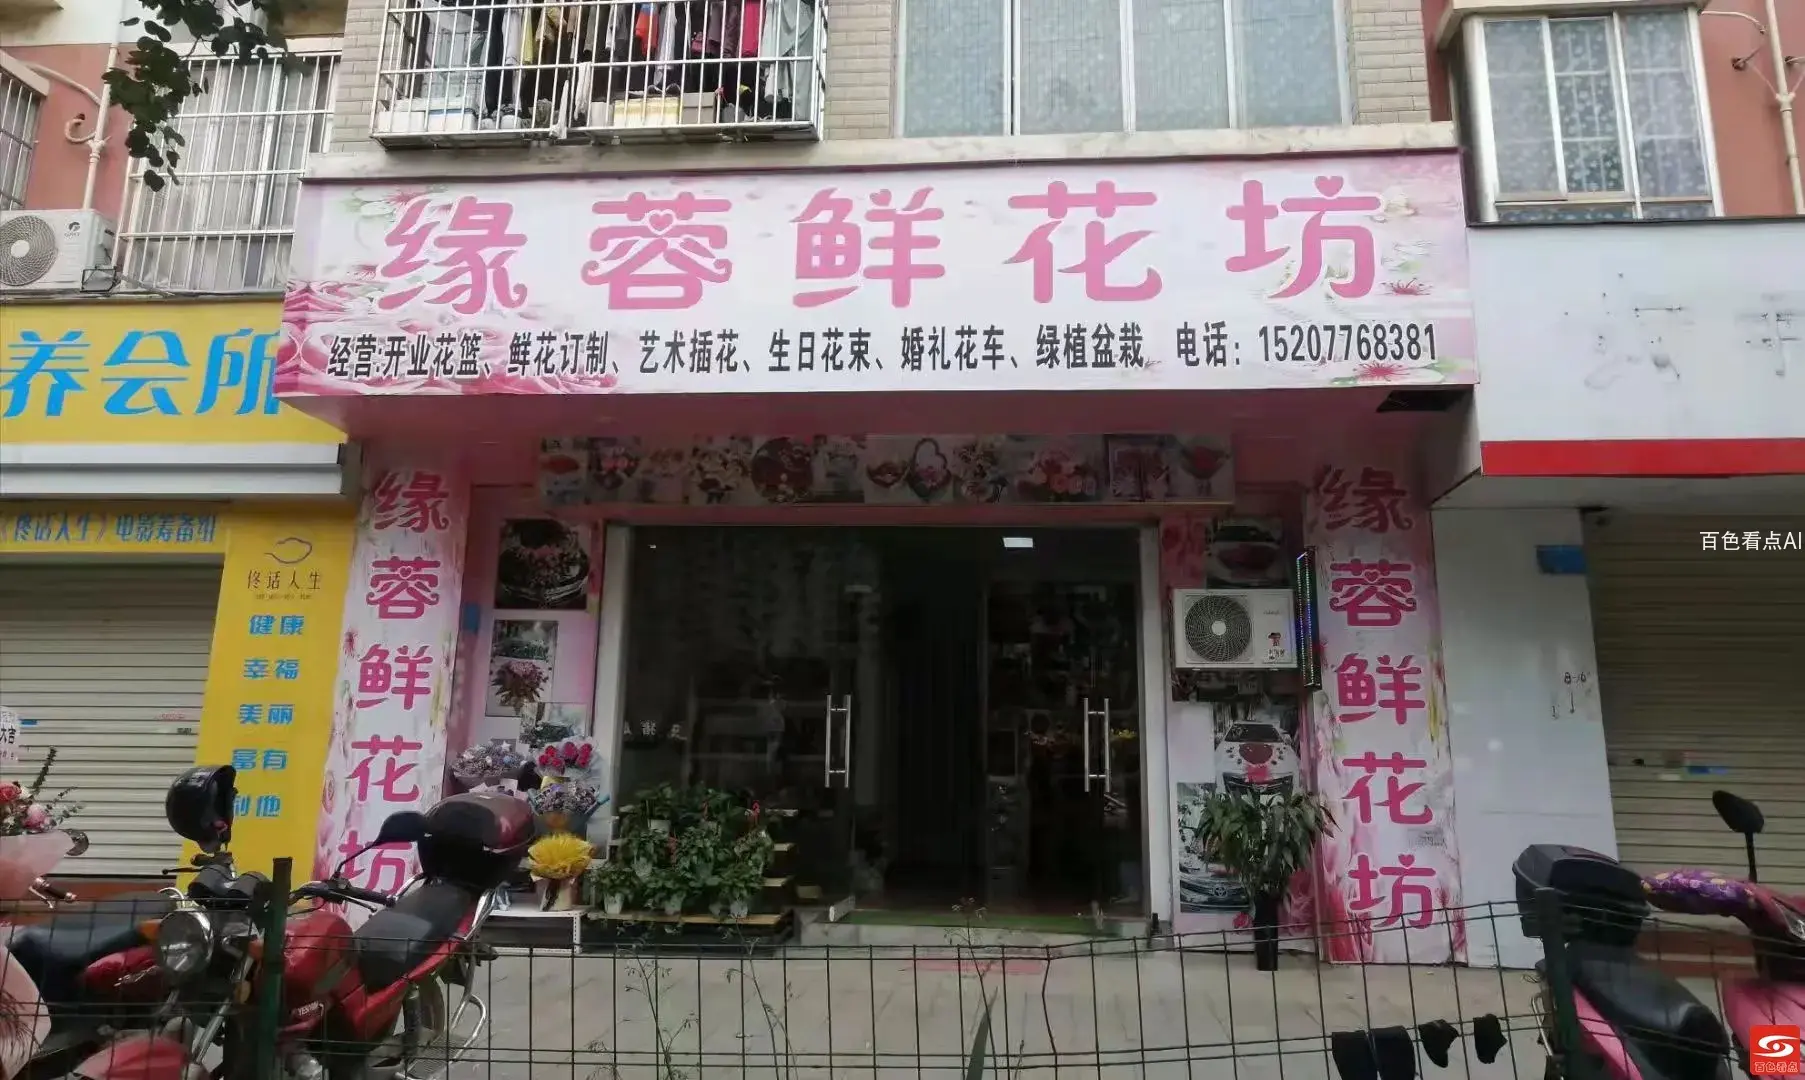 缘蓉鲜花坊
经营:开业花篮、鲜花订制、艺术插花、生日花束、婚礼花车、绿植盆栽 电话：15207768381
养会所
《佟话人生》电影筹备组
佟话人生
健康
幸福
美丽
富有
利他
缘蓉鲜花坊
缘蓉鲜花坊
百色看点AI
百色看点